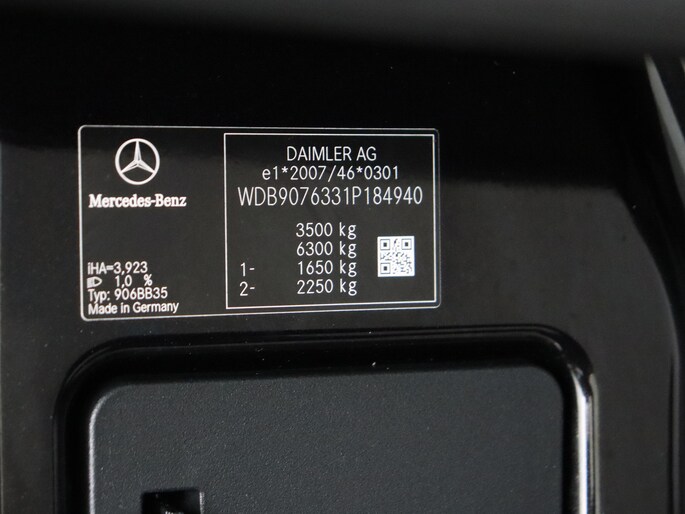 Mercedes-Benz
iHA=3,923
1,0 %
Typ: 906BB35
Made in Germany
DAIMLER AG
e1*2007/46*0301
WDB9076331P184940
3500 kg
6300 kg
1- 1650 kg
2- 2250 kg